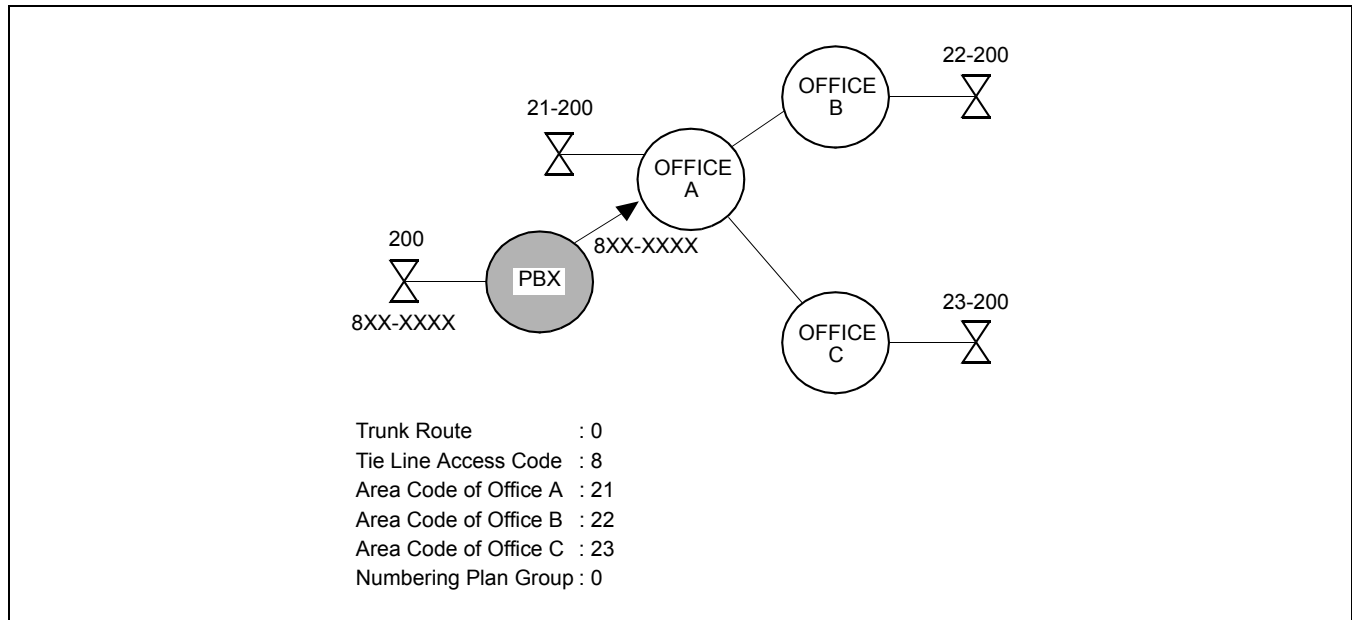 22-200
OFFICE
B
21-200
OFFICE
A
200
8XX-XXXX
PBX
8XX-XXXX
23-200
OFFICE
C
Trunk Route : 0
Tie Line Access Code : 8
Area Code of Office A : 21
Area Code of Office B : 22
Area Code of Office C : 23
Numbering Plan Group : 0